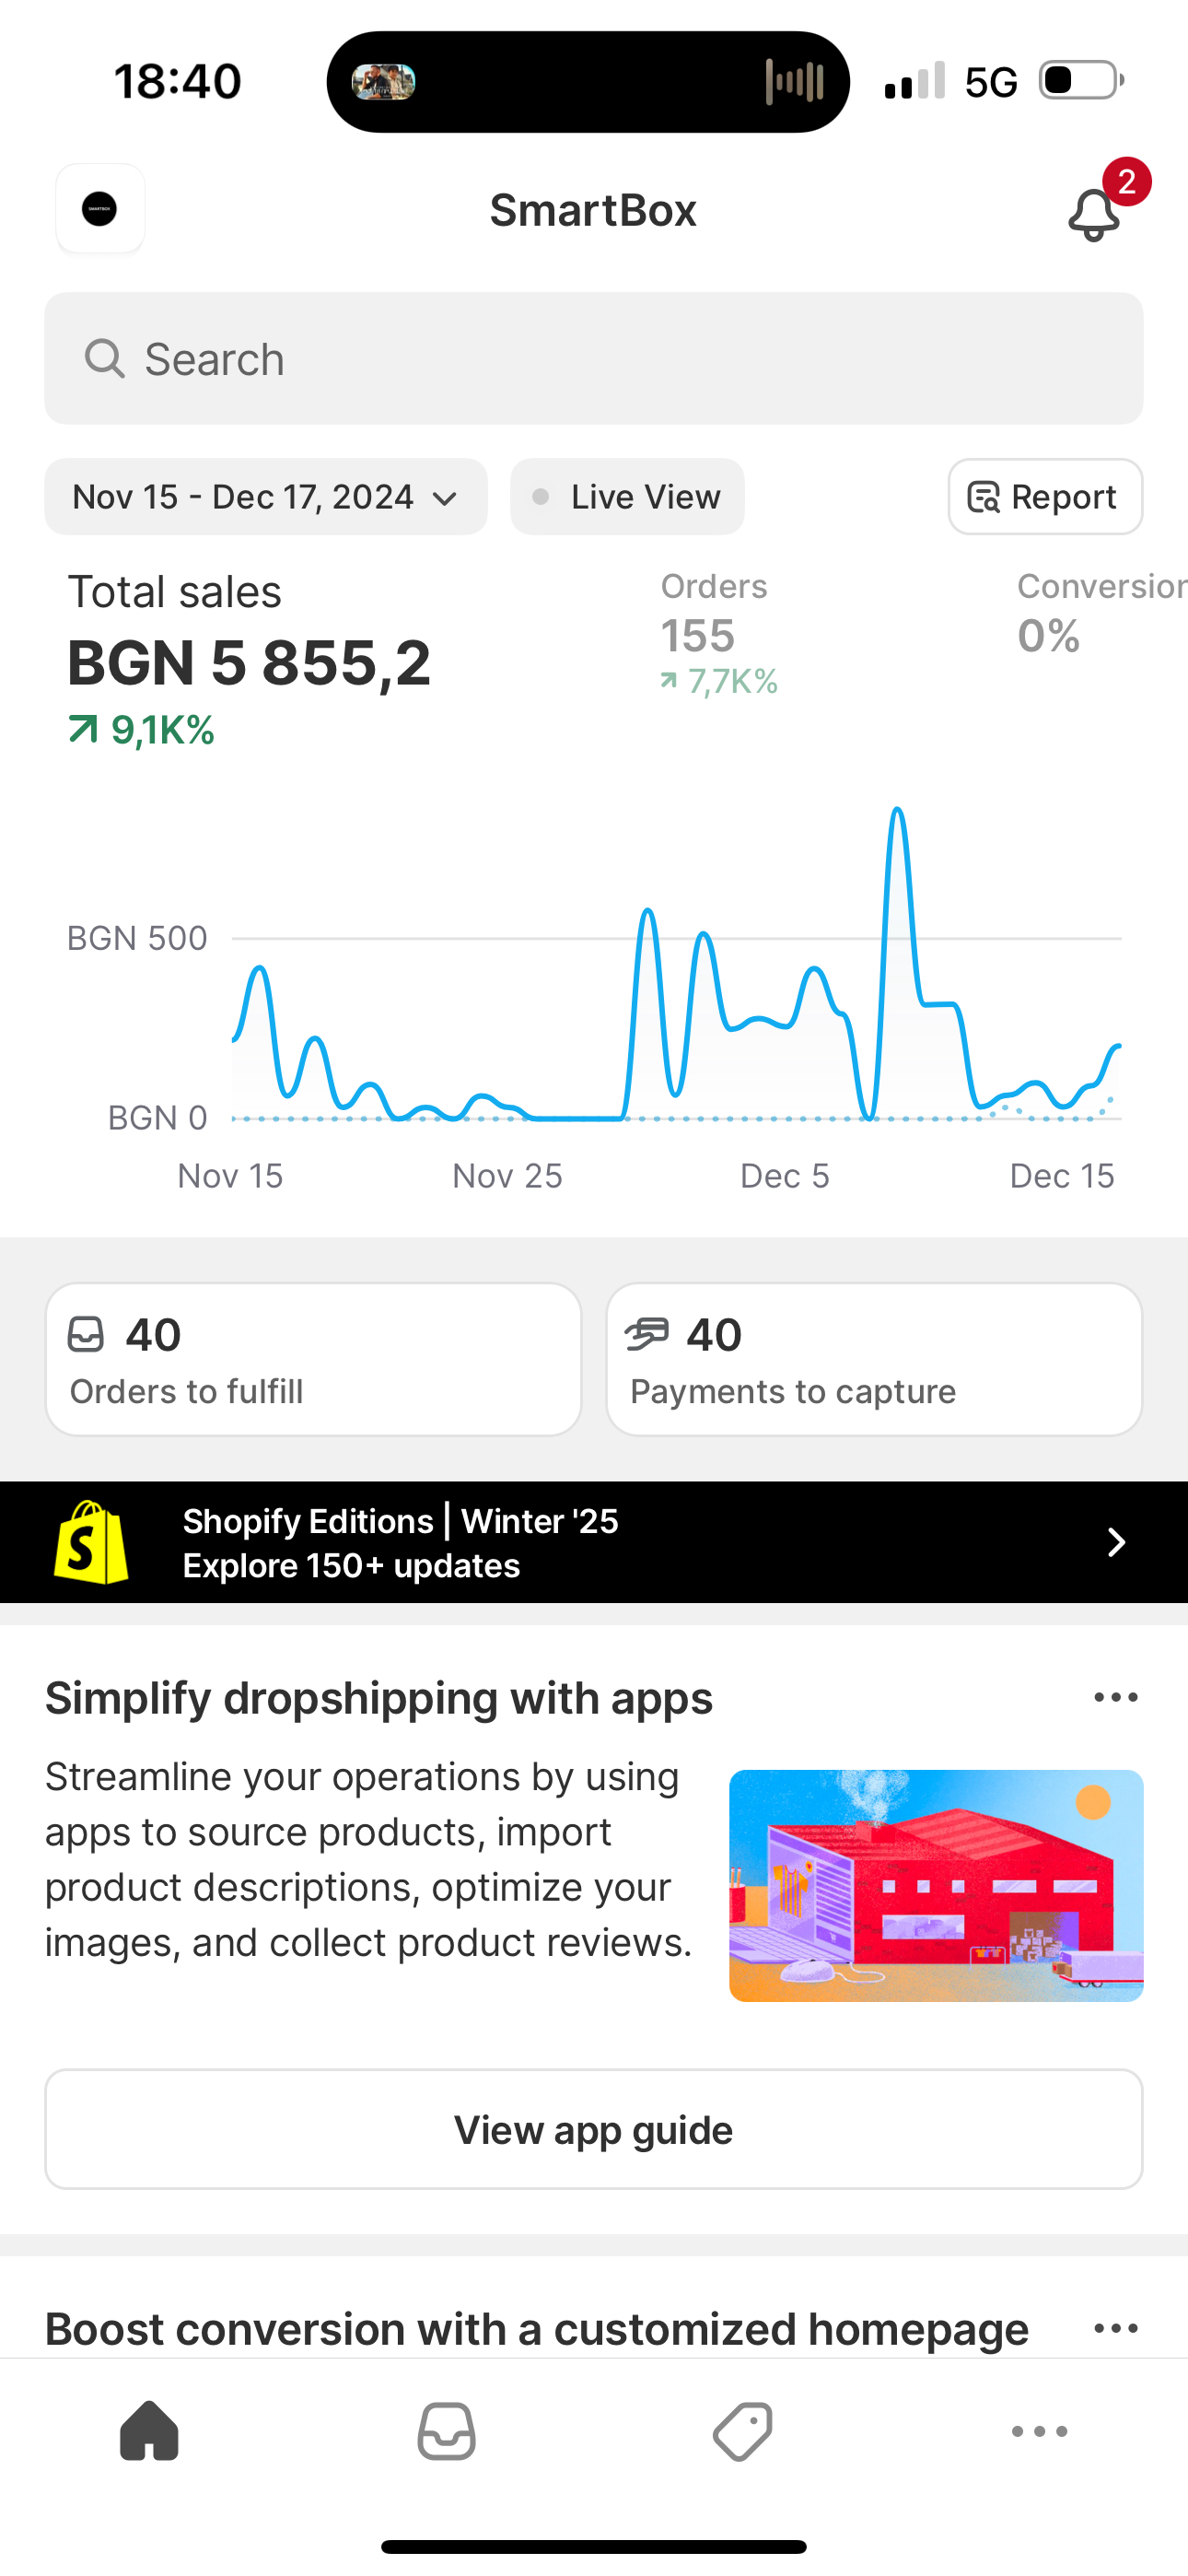 18:40
5G
SmartBox
2
SMARTBOX
Search
Nov 15 - Dec 17, 2024
Live View
Report
Total sales
BGN 5 855,2
9,1K%
Orders
155
7,7K%
Conversion
0%
BGN 500
BGN 0
Nov 15
Nov 25
Dec 5
Dec 15
40
Orders to fulfill
40
Payments to capture
Shopify Editions | Winter '25
Explore 150+ updates
Simplify dropshipping with apps
Streamline your operations by using
apps to source products, import
product descriptions, optimize your
images, and collect product reviews.
View app guide
Boost conversion with a customized homepage